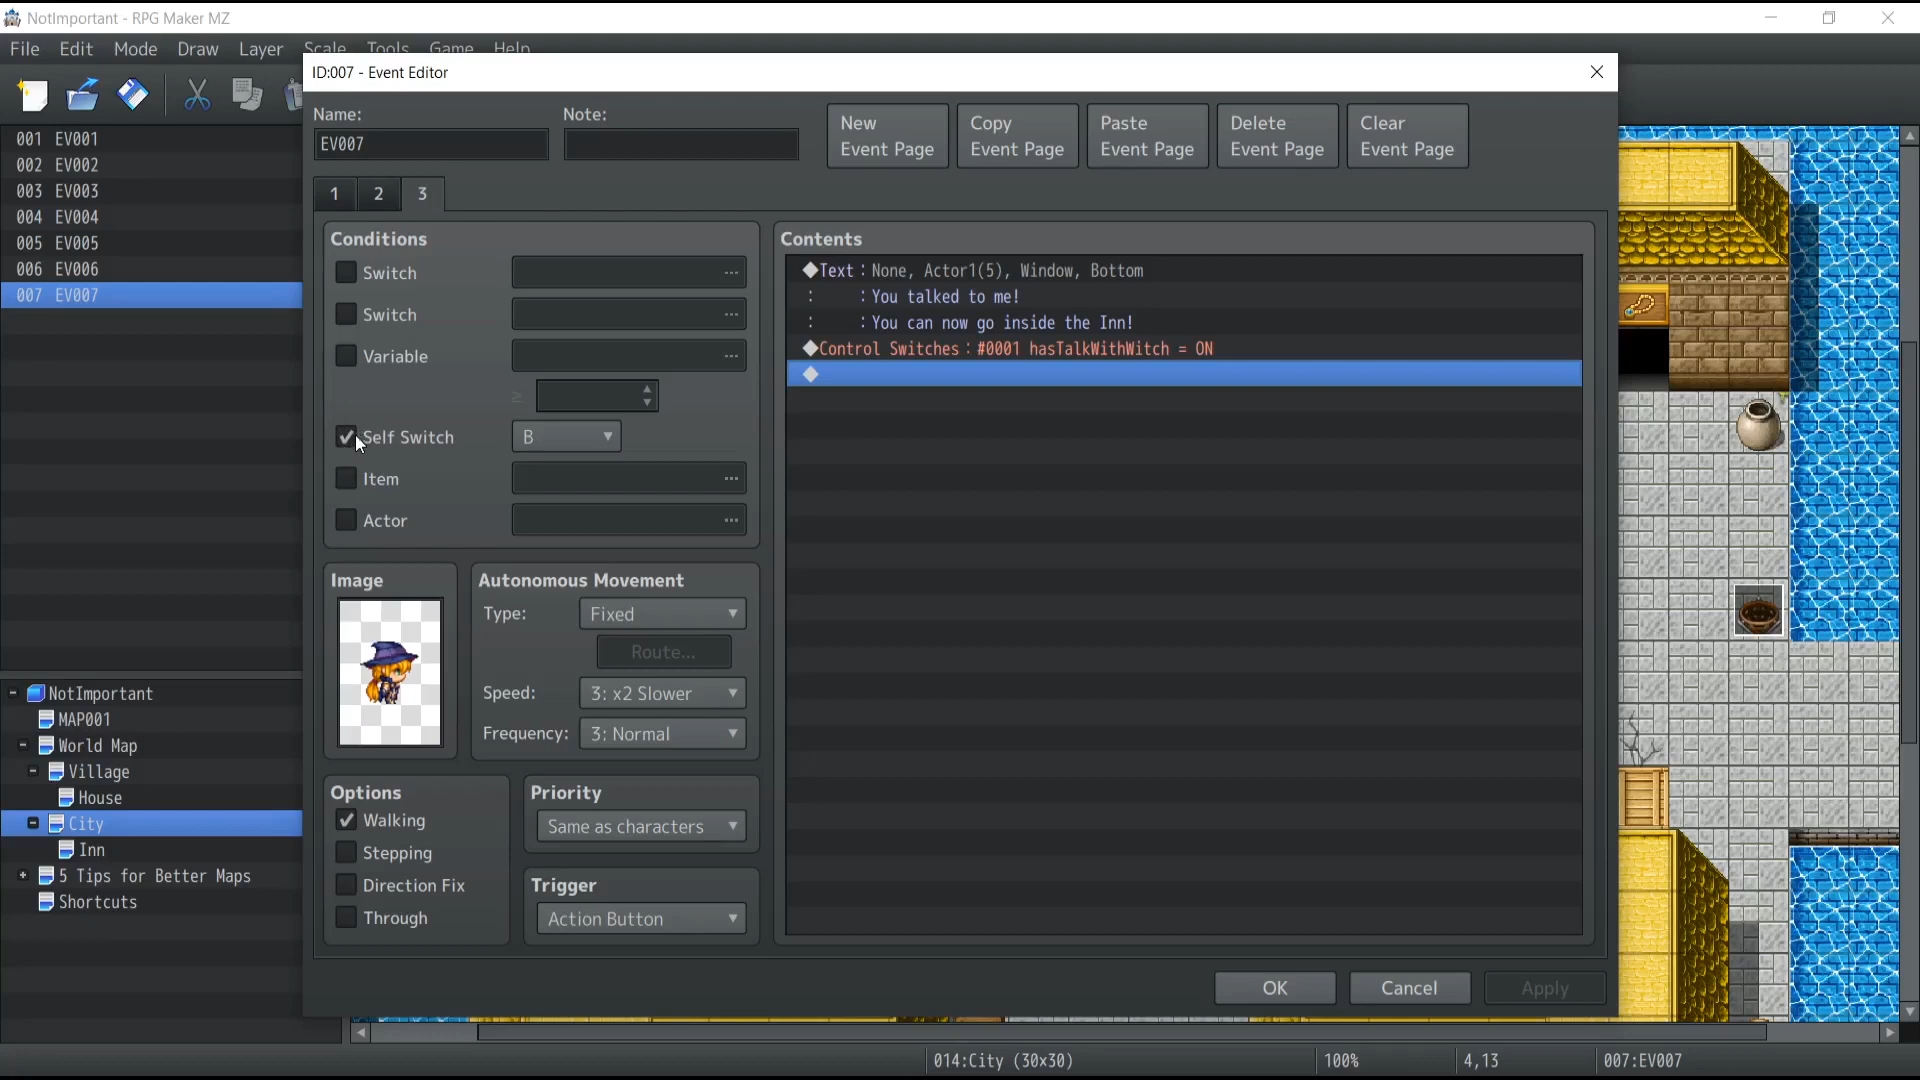 NotImportant - RPG Maker MZ
File Edit Mode Draw Layer Scale Tools Game Help
ID:007 - Event Editor
Name:
Note:
EV007
New
Event Page
Copy
Event Page
Paste
Event Page
Delete
Event Page
Clear
Event Page
001 EV001
002 EV002
003 EV003
004 EV004
005 EV005
006 EV006
007 EV007
1 2 3
Conditions
Switch ...
Switch ...
Variable ...
≥
Self Switch B
Item ...
Actor ...
Contents
◆Text : None, Actor1(5), Window, Bottom
: : You talked to me!
: : You can now go inside the Inn!
◆Control Switches : #0001 hasTalkWithWitch = ON
◆
Image
Autonomous Movement
Type: Fixed
Route...
Speed: 3: x2 Slower
Frequency: 3: Normal
Options
Walking
Stepping
Direction Fix
Through
Priority
Same as characters
Trigger
Action Button
OK Cancel Apply
NotImportant
MAP001
World Map
Village
House
City
Inn
5 Tips for Better Maps
Shortcuts
014:City (30x30) 100% 4,13 007:EV007